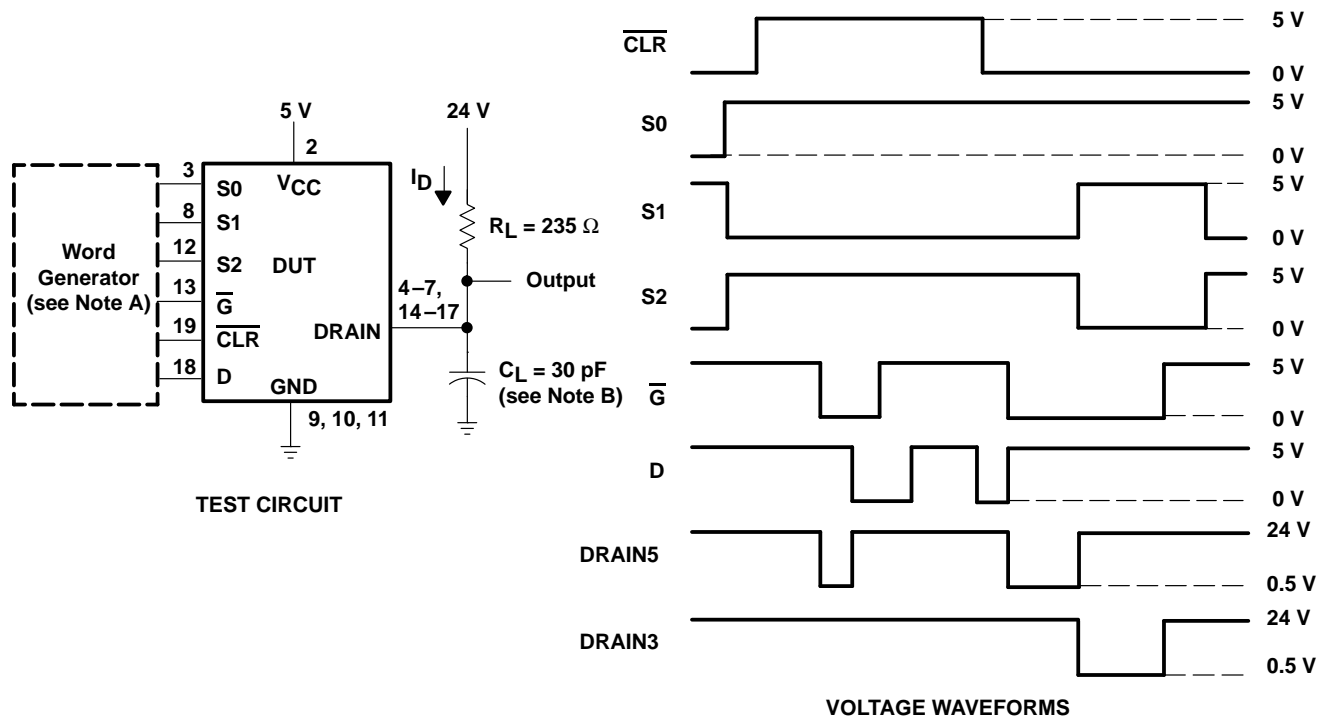 5 V
2
24 V
Word
Generator
(see Note A)
3
8
12
13
19
18
S0
S1
S2
G
CLR
D
VCC
DUT
DRAIN
GND
9, 10, 11
4–7,
14–17
ID
RL = 235 Ω
Output
CL = 30 pF
(see Note B)
TEST CIRCUIT
CLR
5 V
0 V
S0
5 V
0 V
S1
5 V
0 V
S2
5 V
0 V
G
5 V
0 V
D
5 V
0 V
DRAIN5
24 V
0.5 V
DRAIN3
24 V
0.5 V
VOLTAGE WAVEFORMS